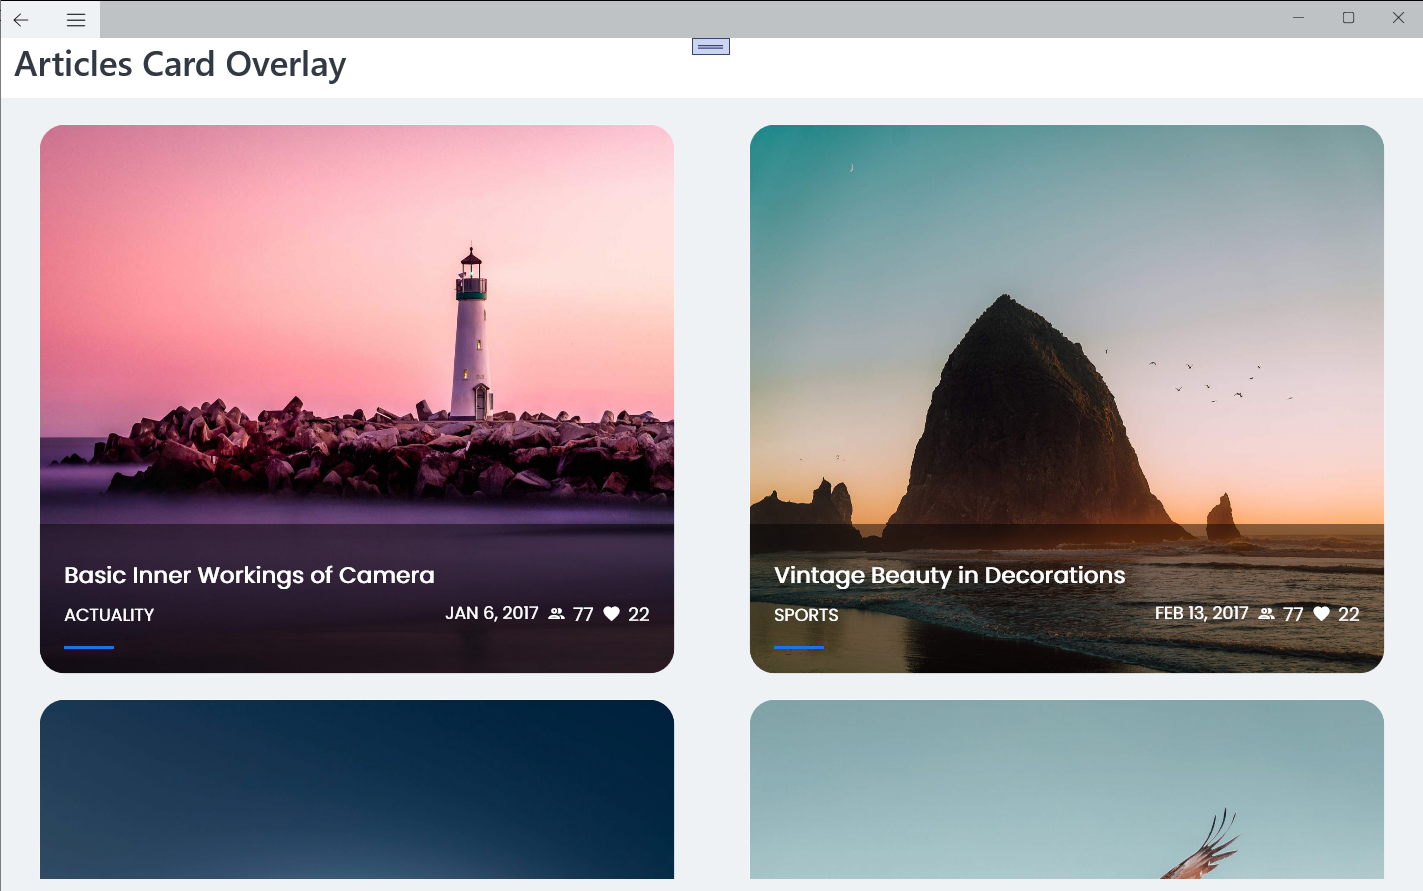 Articles Card Overlay
Basic Inner Workings of Camera
ACTUALITY JAN 6, 2017 77 22
Vintage Beauty in Decorations
SPORTS FEB 13, 2017 77 22